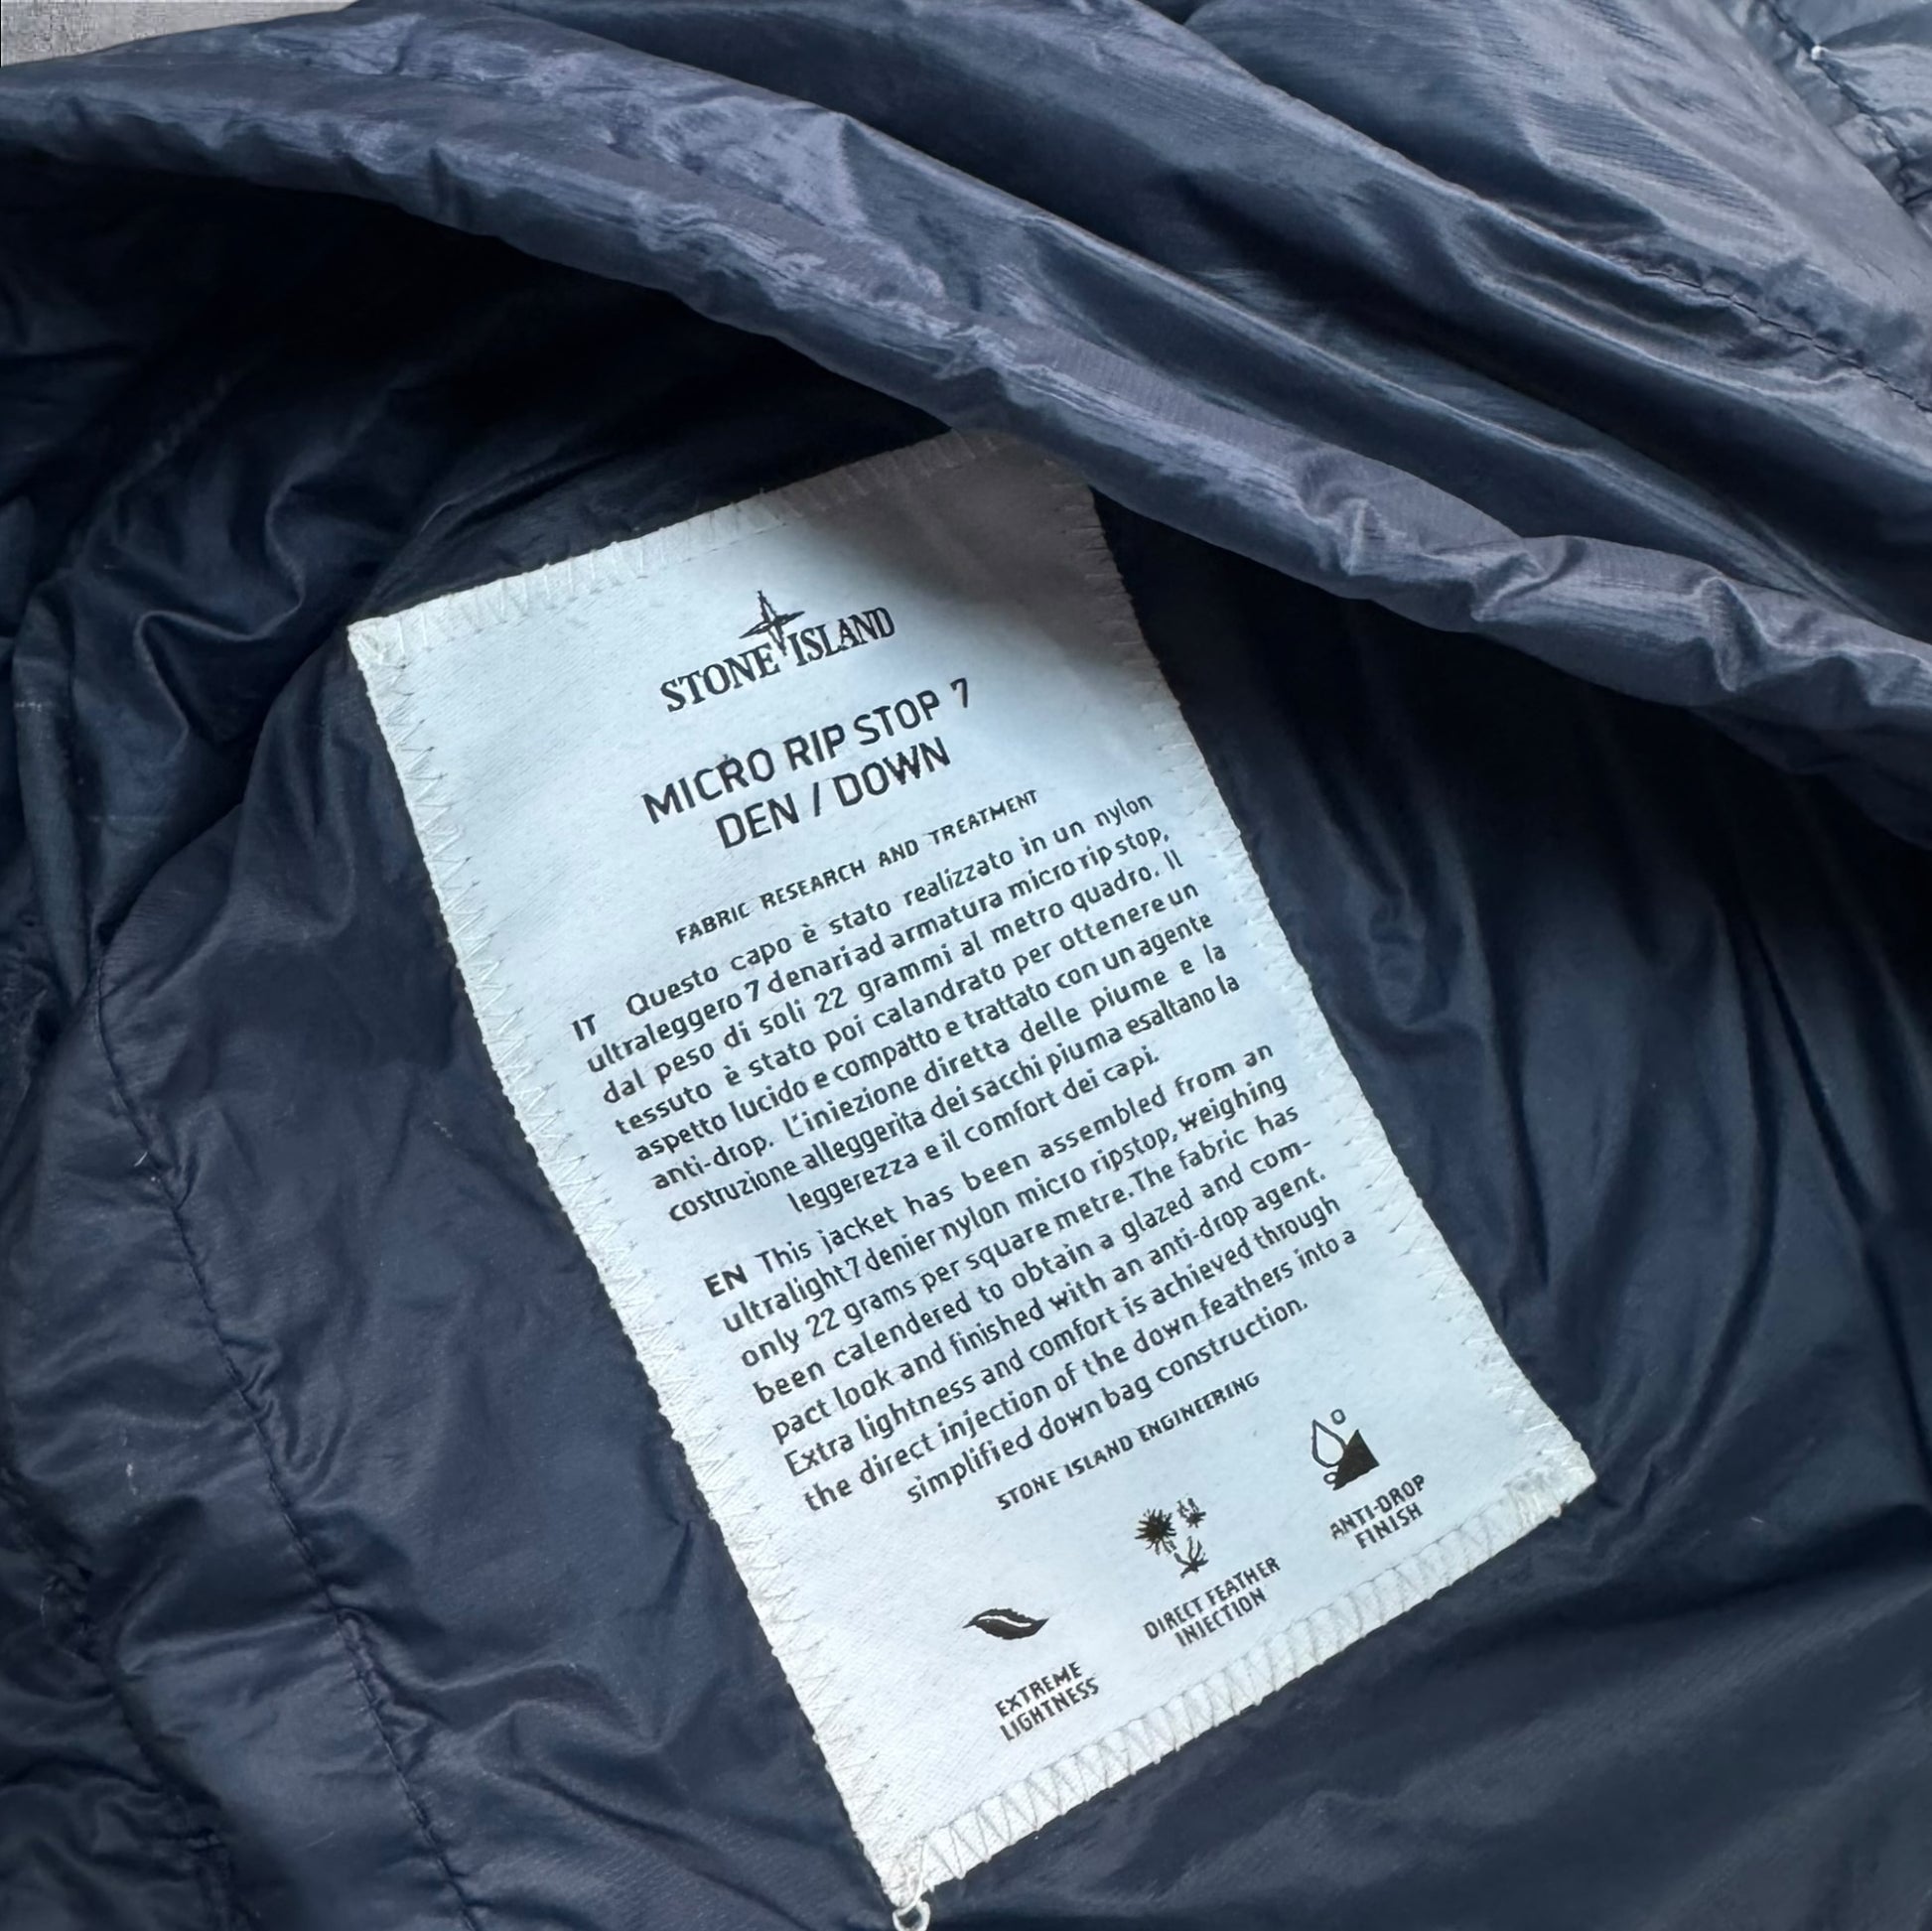 STONE ISLAND
MICRO RIP STOP 7
DEN / DOWN
FABRIC RESEARCH AND TREATMENT
IT Questo capo è stato realizzato in un nylon
ultraleggero 7 denari ad armatura micro rip stop,
dal peso di soli 22 grammi al metro quadro. Il
tessuto è stato poi calandrato per ottenere un
aspetto lucido e compatto e trattato con un agente
anti-drop. L'iniezione diretta delle piume e la
costruzione alleggerita dei sacchi piuma esaltano la
leggerezza e il comfort dei capi.
EN This jacket has been assembled from an
ultralight 7 denier nylon micro ripstop, weighing
only 22 grams per square metre. The fabric has
been calendered to obtain a glazed and com-
pact look and finished with an anti-drop agent.
Extra lightness and comfort is achieved through
the direct injection of the down feathers into a
simplified down bag construction.
STONE ISLAND ENGINEERING
EXTREME
LIGHTNESS
DIRECT FEATHER
INJECTION
ANTI-DROP
FINISH